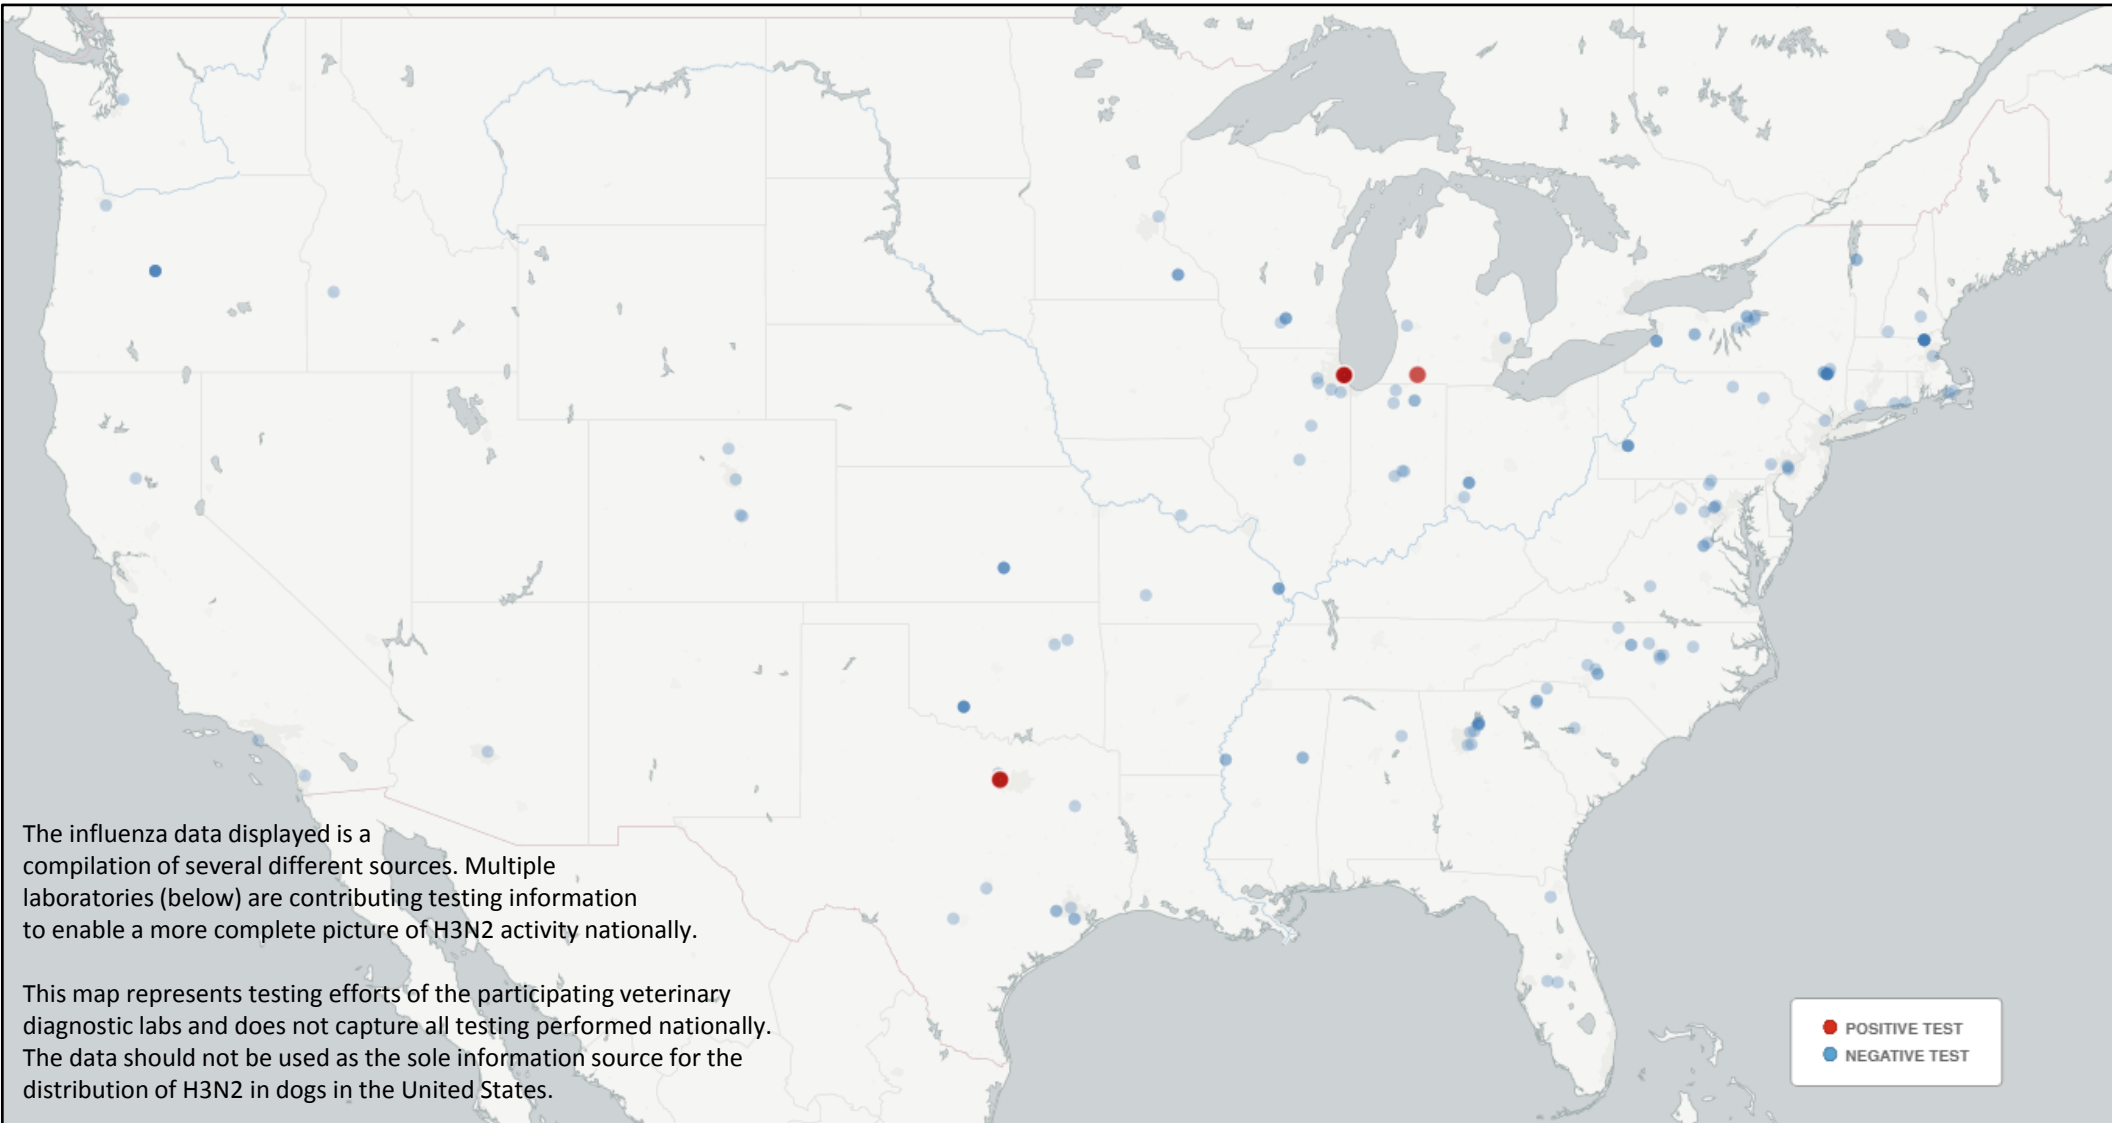 The influenza data displayed is a
compilation of several different sources. Multiple
laboratories (below) are contributing testing information
to enable a more complete picture of H3N2 activity nationally.
This map represents testing efforts of the participating veterinary
diagnostic labs and does not capture all testing performed nationally.
The data should not be used as the sole information source for the
distribution of H3N2 in dogs in the United States.
POSITIVE TEST
NEGATIVE TEST